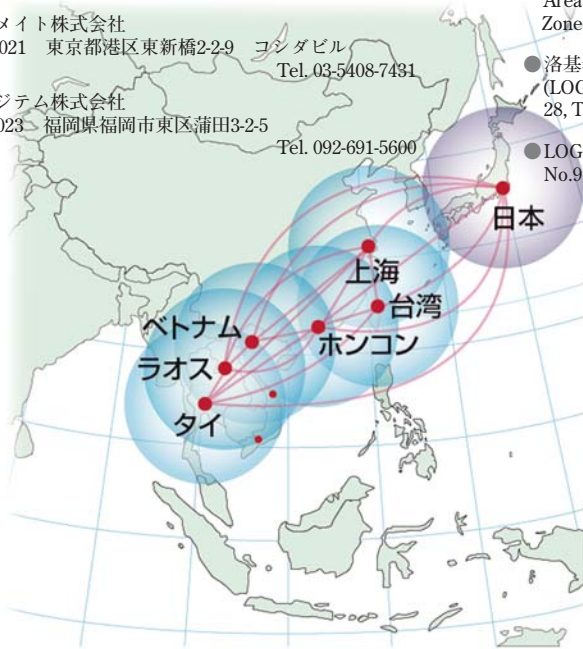 メイト株式会社
021　東京都港区東新橋2-2-9　コシダビル
Tel. 03-5408-7431
ジテム株式会社
023　福岡県福岡市東区蒲田3-2-5
Tel. 092-691-5600
Area
Zone
●洛基
(LOG
28, T
●LOG
No.9
日本
上海
台湾
ホンコン
ベトナム
ラオス
タイ